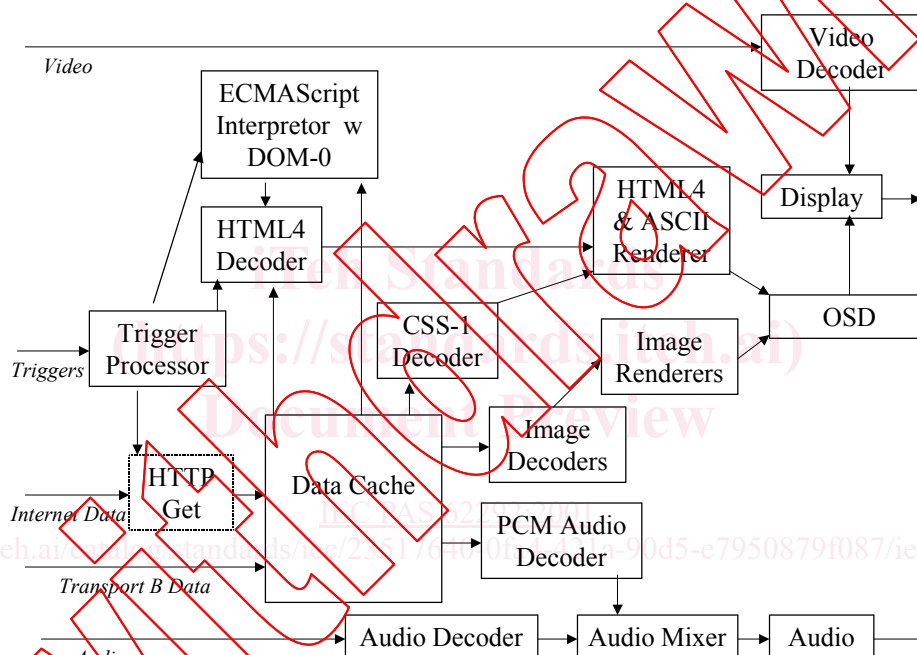 Video
Video
Decoder
ECMAScript
Interpretor w
DOM-0
HTML4
& ASCII
Renderer
Display
HTML4
Decoder
iTeh Standards
OSD
CSS-1
Decoder
Trigger
Processor
Triggers
Image
Renderers
(https://standards.iteh.ai)
Document Preview
Image
Decoders
HTTP
Get
Data Cache
Internet Data
IEC PAS 62292:2001
PCM Audio
Decoder
Transport B Data
Audio Decoder
Audio Mixer
Audio